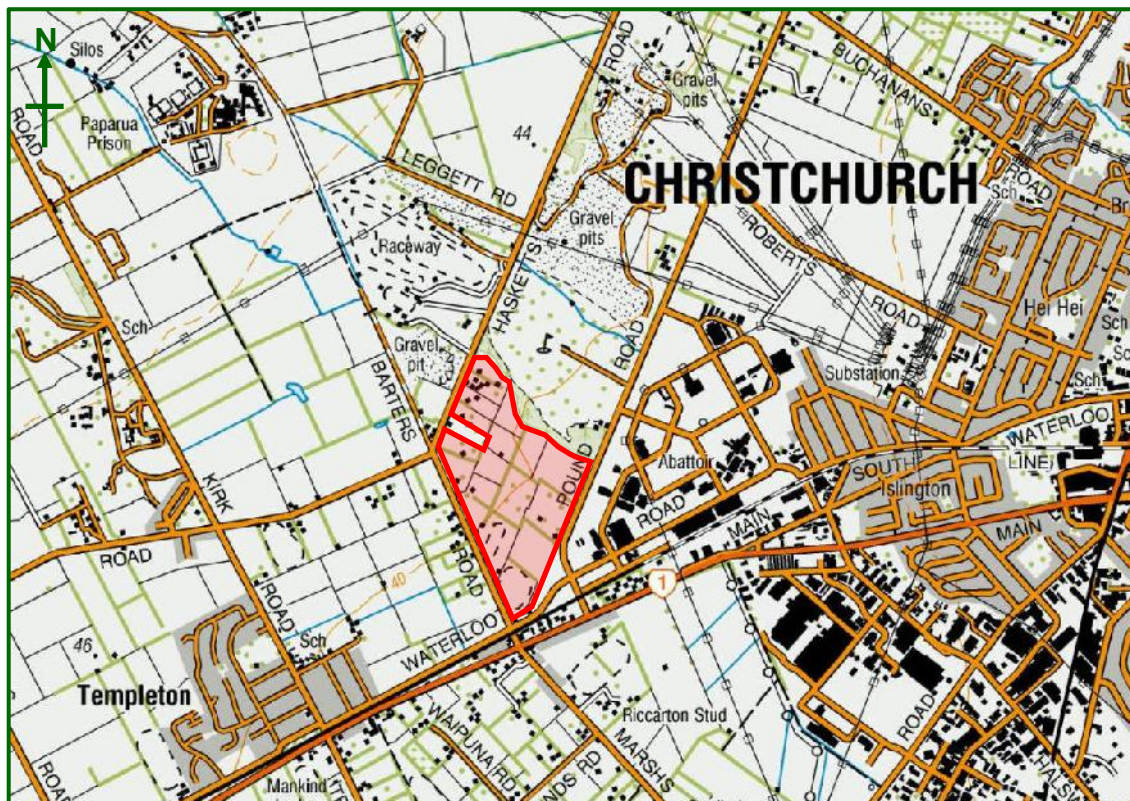 N
Silos
Paparua
Prison
ROAD
44
ROAD
Gravel
pits
BUCHANANS
CHRISTCHURCH
Sch
ROAD
Br
LEGGETT RD
Gravel
pits
ROBERTS
ROAD
Raceway
HASKETTS
ROAD
Hei Hei
Sch
Sch
Sch
Gravel
pit
BARTERS
Substation
WATERLOO
LINE
SOUTH
Islington
MAIN
MAIN
Abattoir
ROAD
POUND
KIRK
ROAD
ROAD
40
ROAD
1
Sch
46
Templeton
WATERLOO
Riccarton Stud
WAIPUNA RD
MARSHS
ROAD
Mankind
ROAD